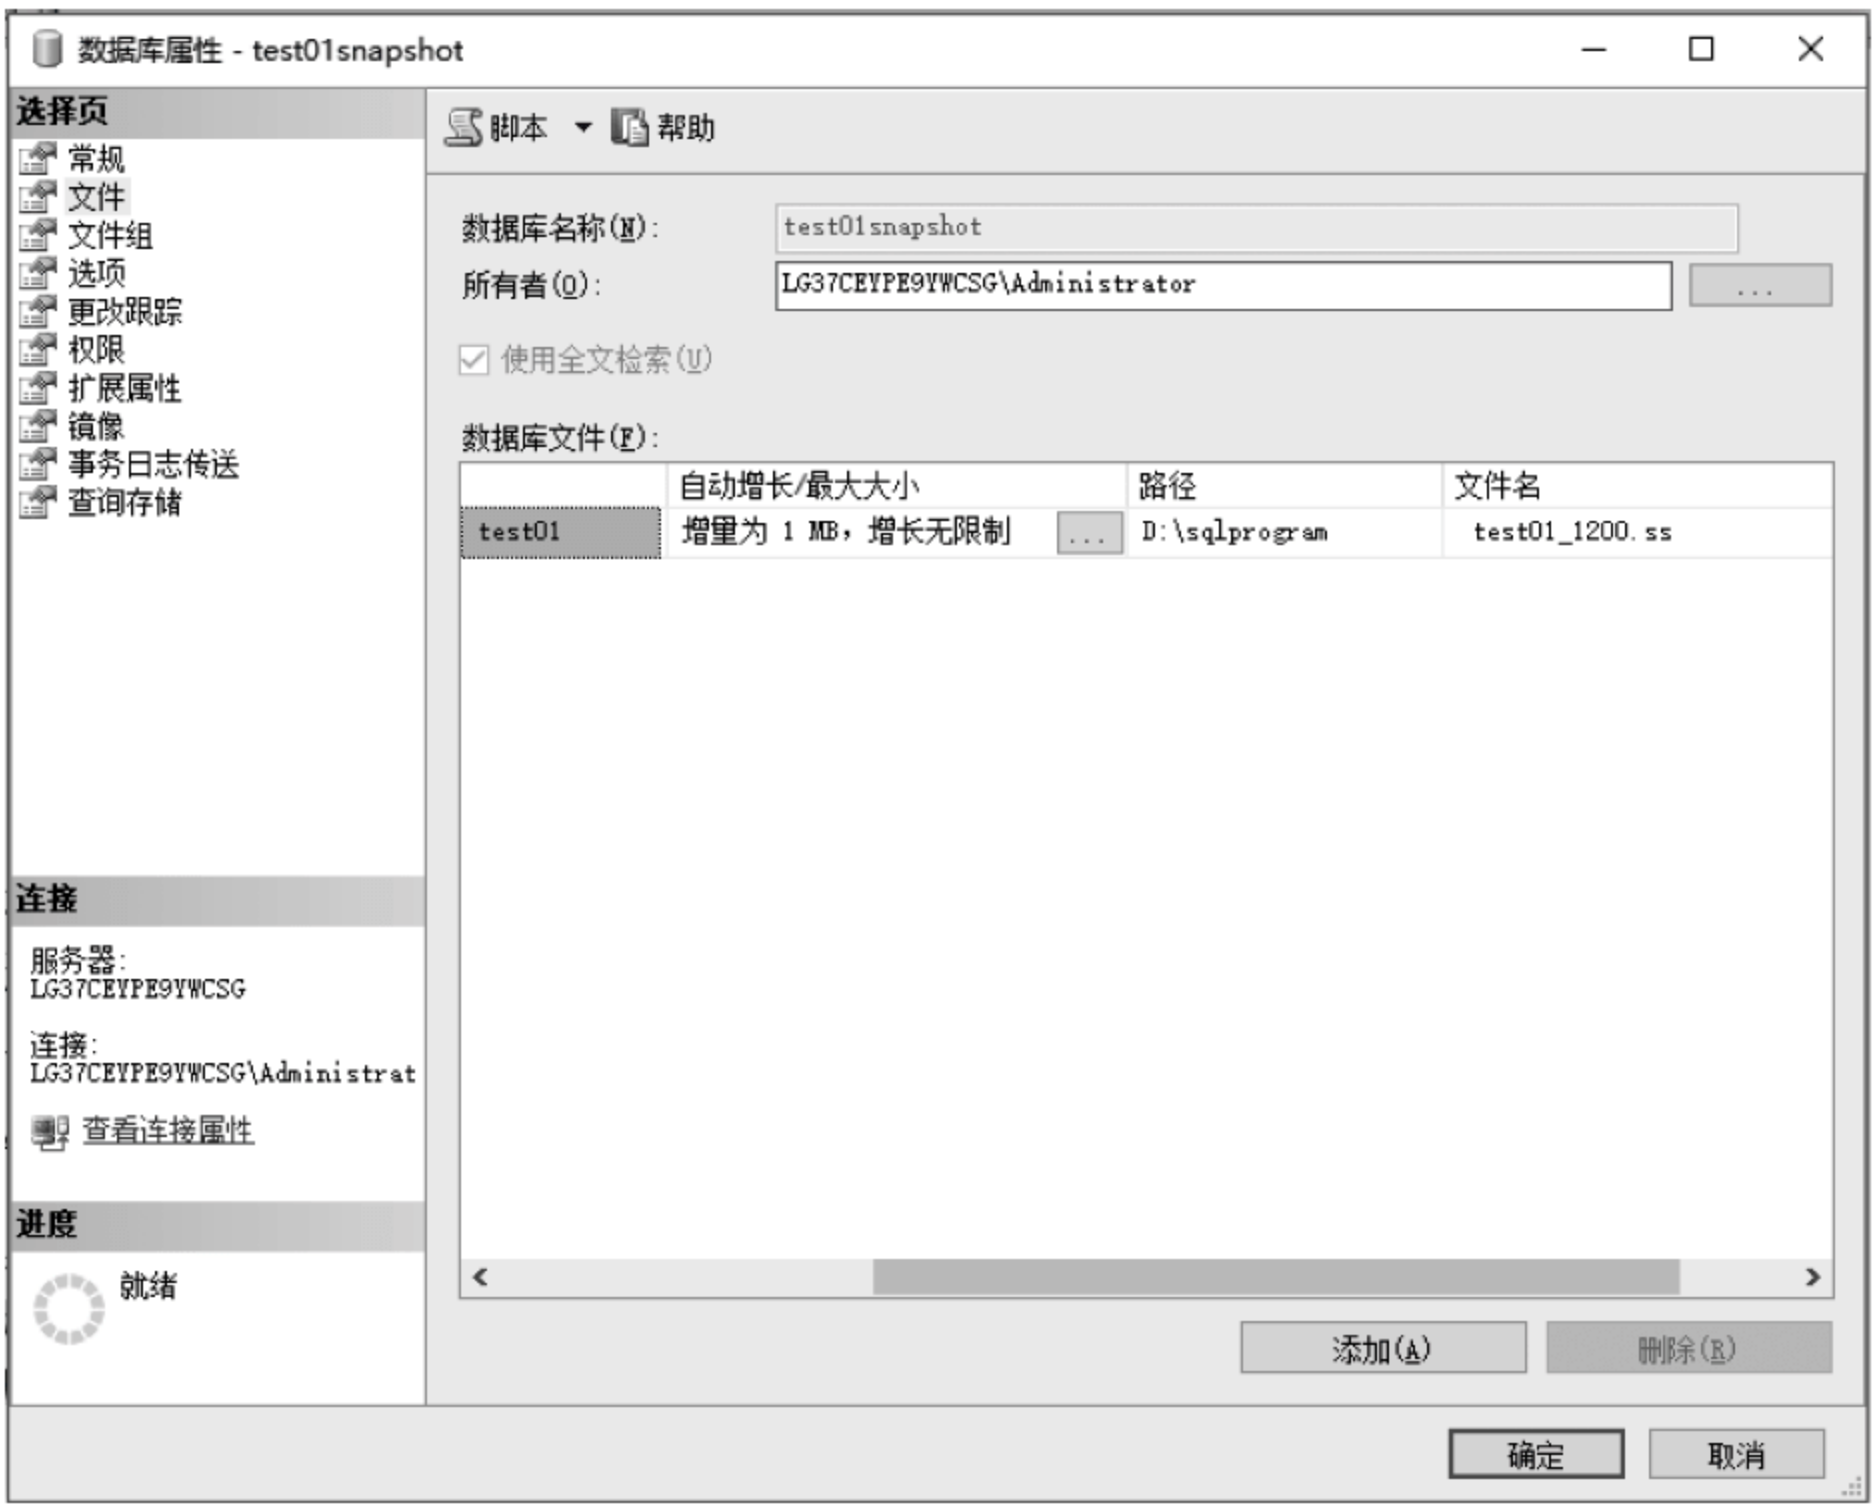 数据库属性 - test01snapshot
选择页
常规
文件
文件组
选项
更改跟踪
权限
扩展属性
镜像
事务日志传送
查询存储
连接
服务器:
LG37CEYPE9YWCSG
连接:
LG37CEYPE9YWCSG\Administrat
查看连接属性
进度
就绪
脚本 帮助
数据库名称(N): test01snapshot
所有者(O): LG37CEYPE9YWCSG\Administrator ...
使用全文检索(U)
数据库文件(F):
自动增长/最大大小 路径 文件名
test01 增量为 1 MB，增长无限制 ... D:\sqlprogram test01_1200.ss
添加(A) 删除(R)
确定 取消